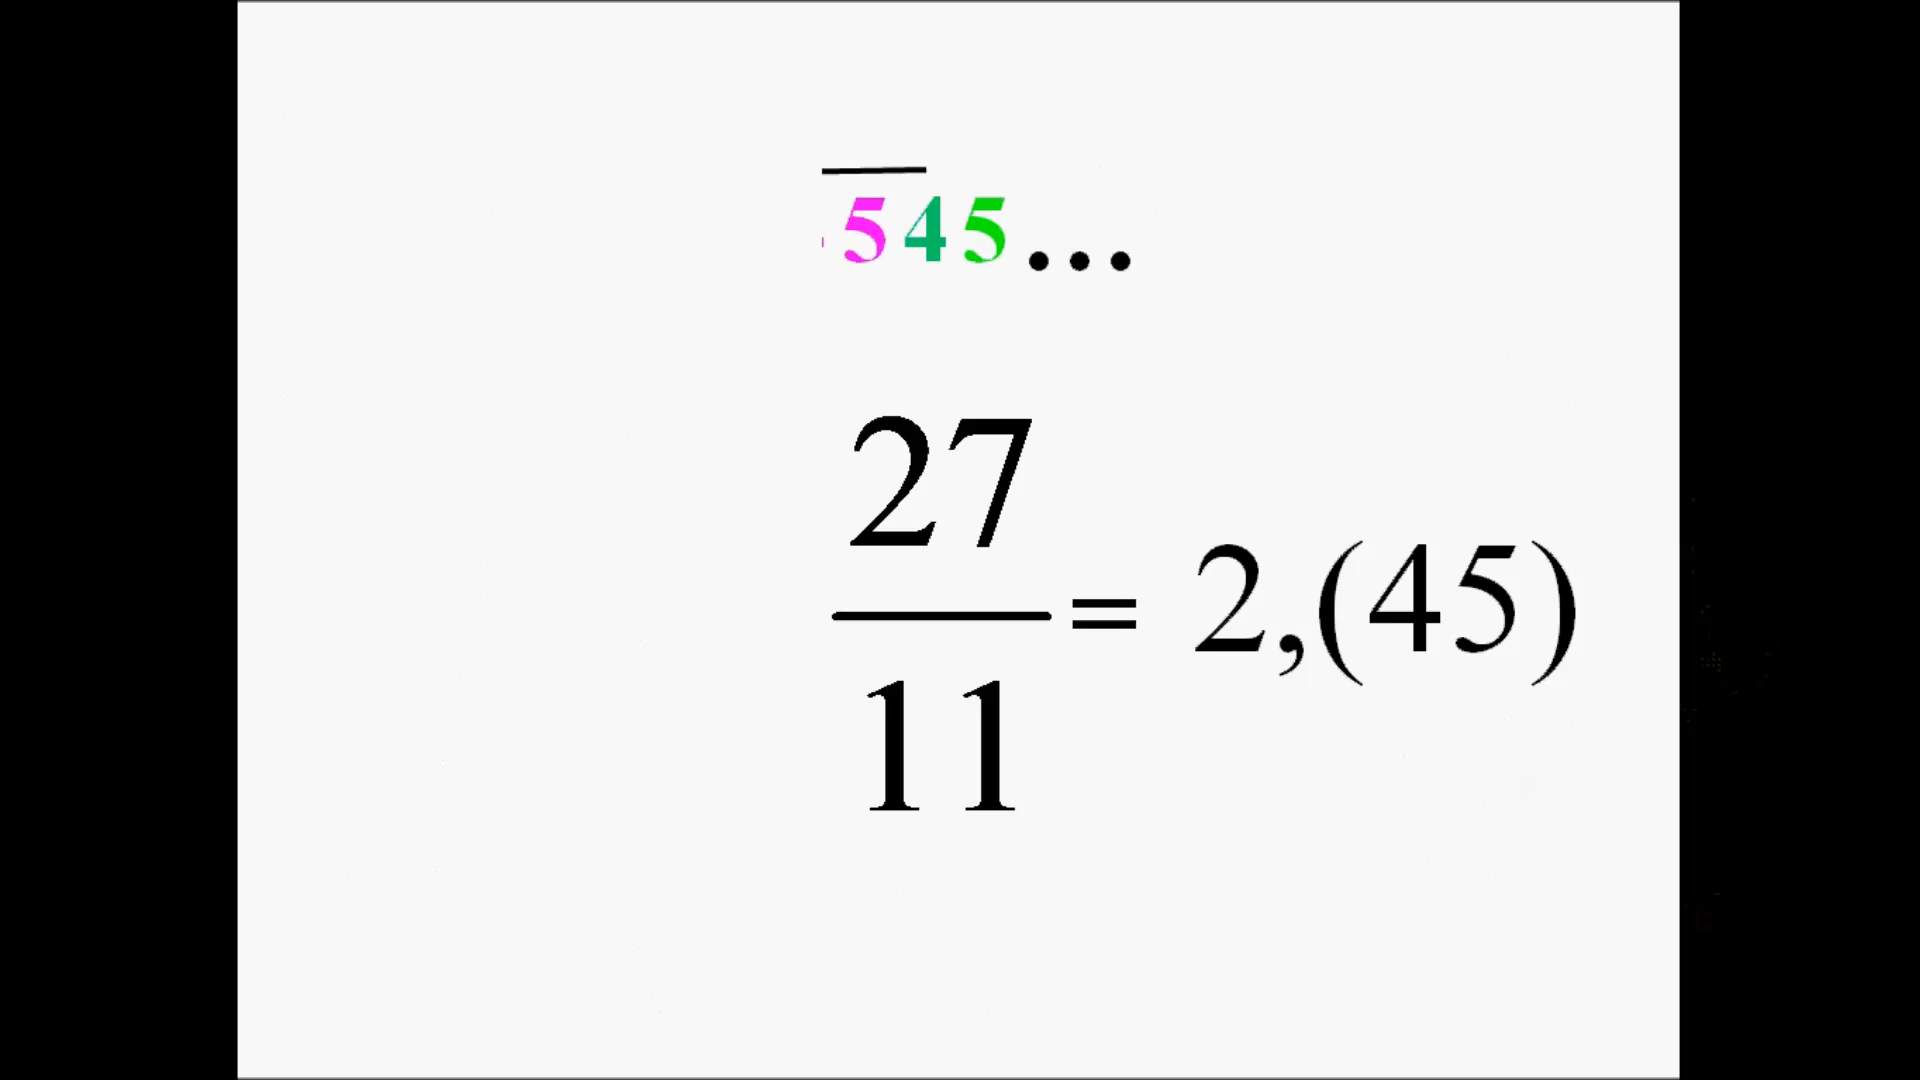 545...
27
11
= 2,(45)